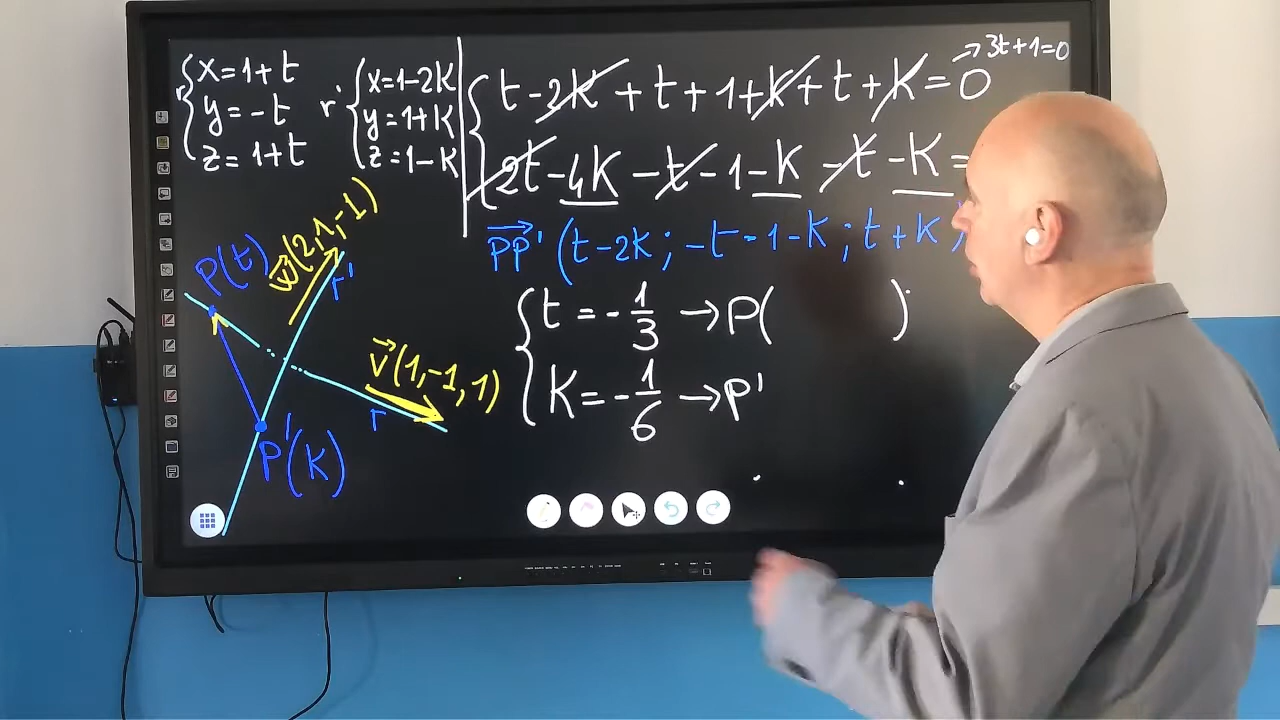 r { x=1+t
y=-t
z=1+t
r' { x=1-2K
y=1+K
z=1-K
{ t-2K+t+1+K+t+K=0 → 3t+1=0
2t-4K-t-1-K-t-K=
PP' (t-2K; -t-1-K; t+K
{ t=-1/3 → P( )
K=-1/6 → P'
P(t)
w(2,1,-1)
r'
v(1,-1,1)
r
P'(K)